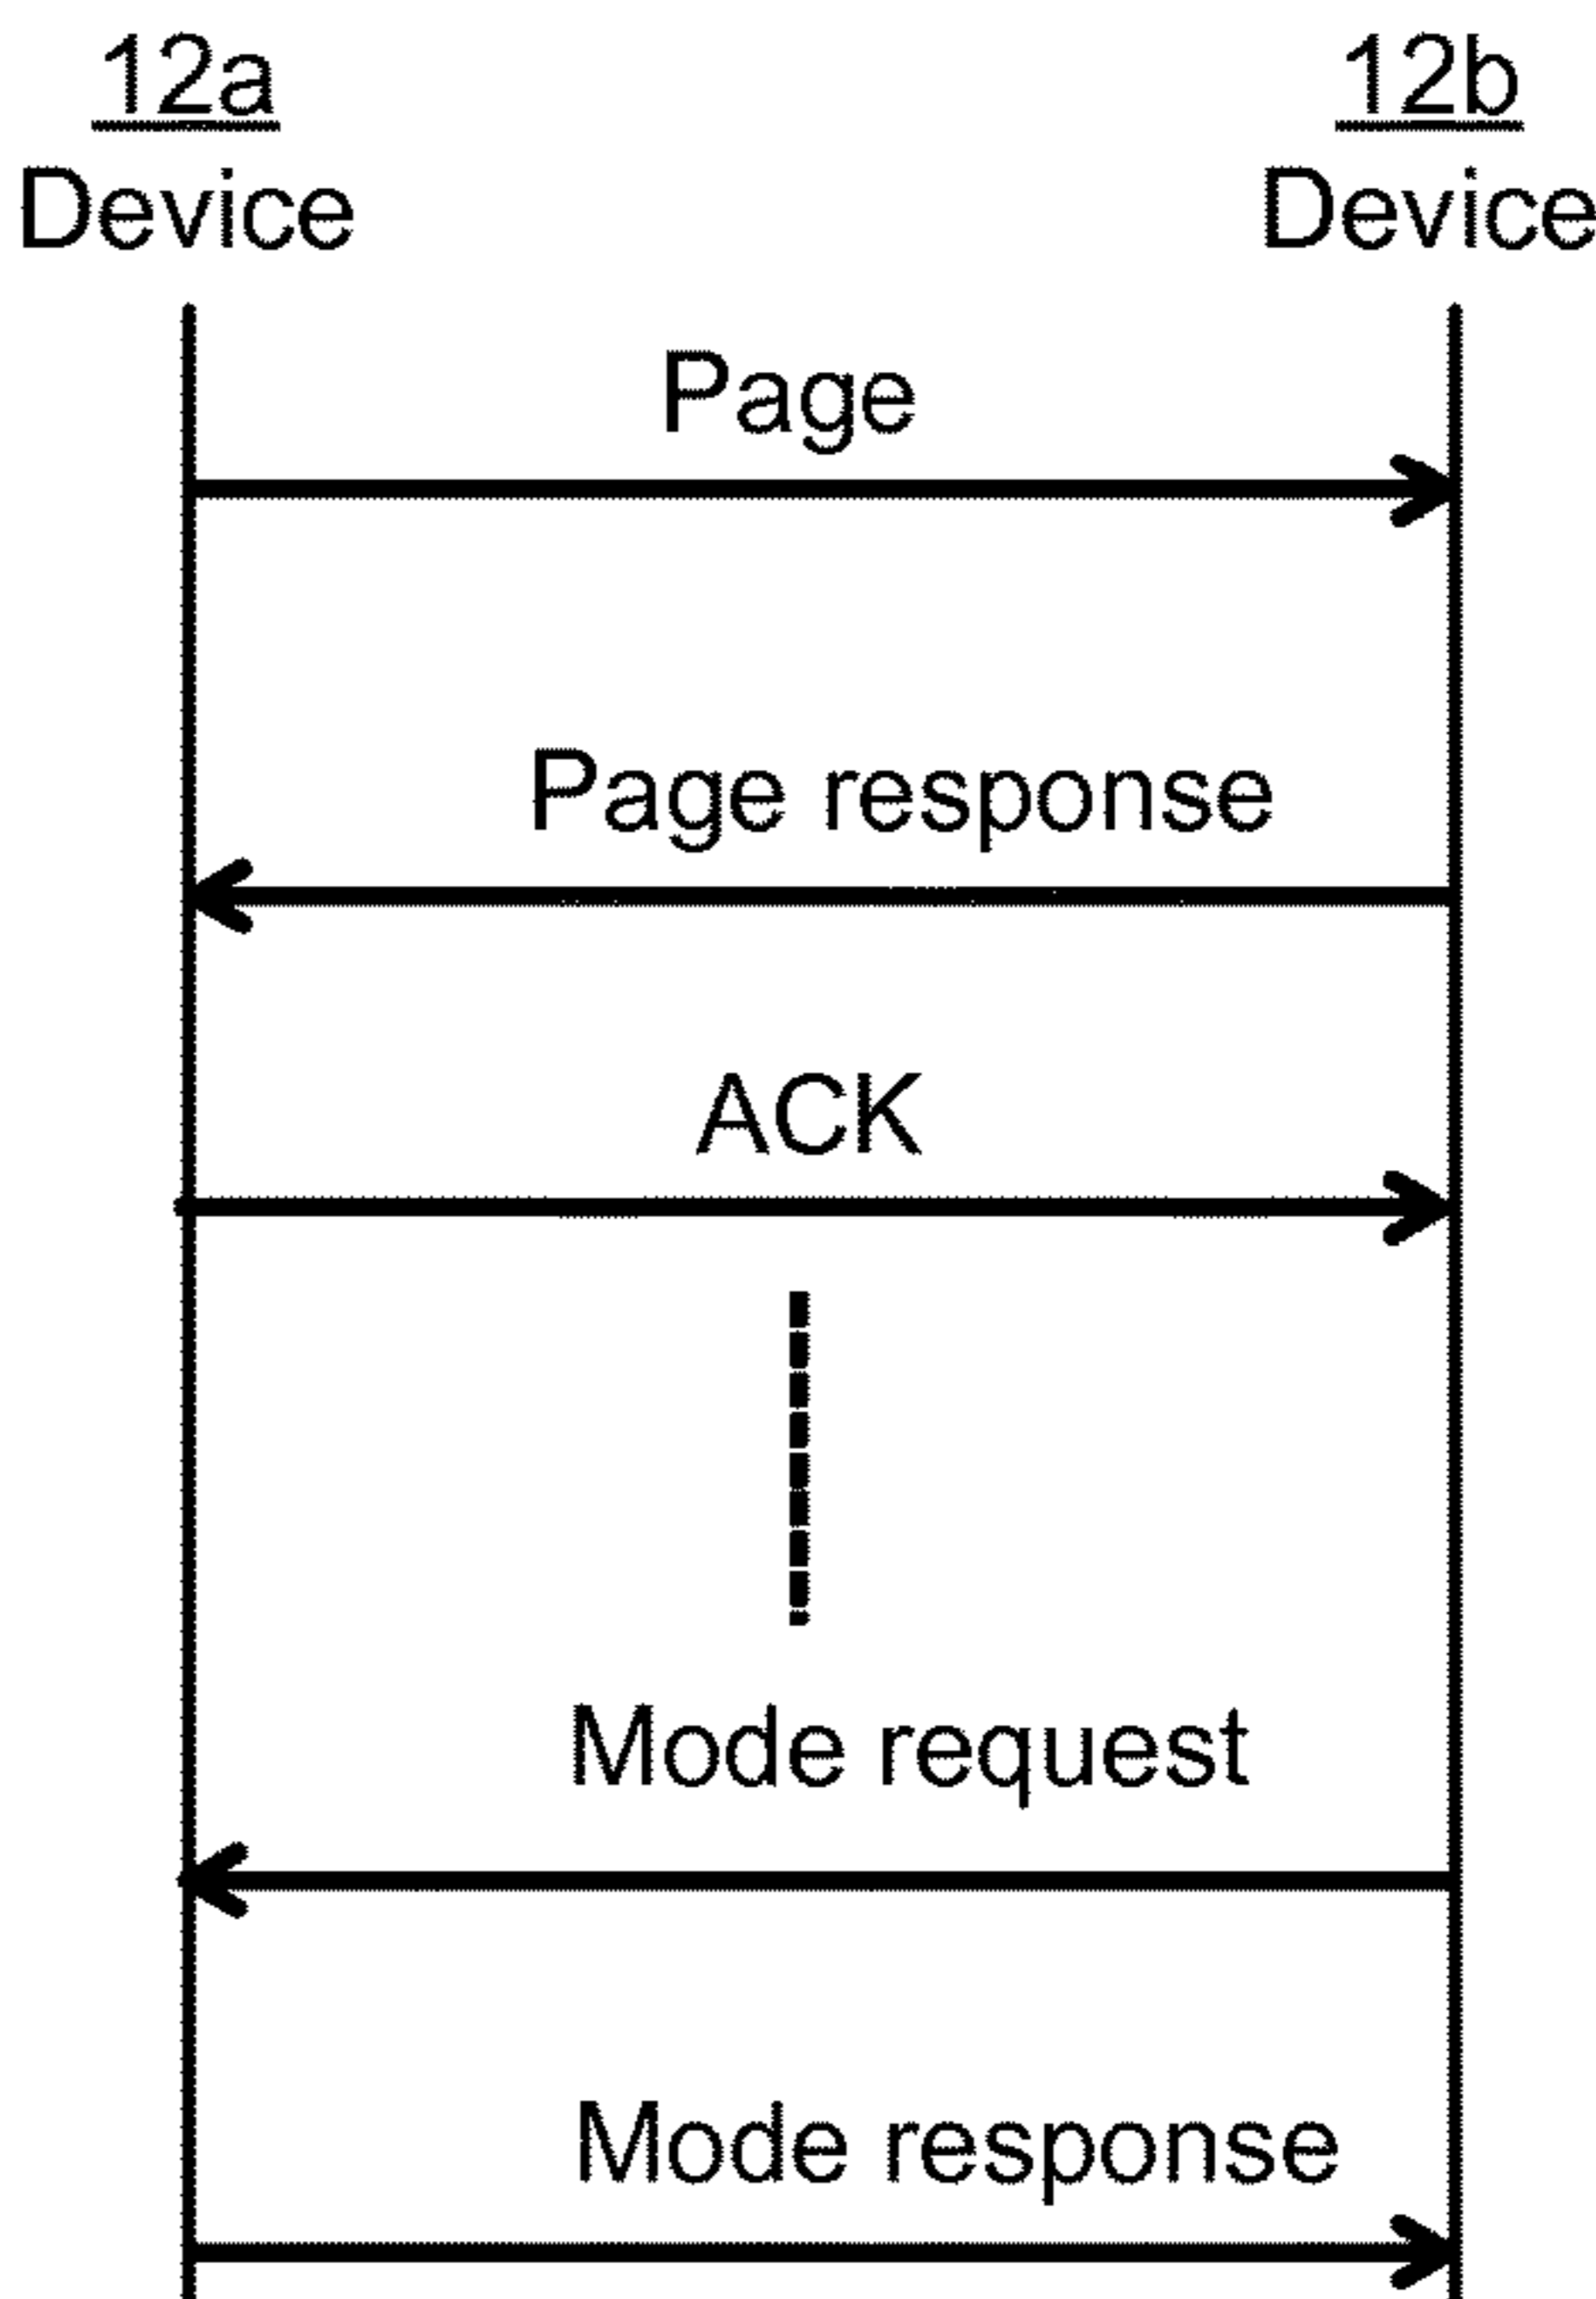 12a
12b
Device
Device
Page
Page response
ACK
Mode request
Mode response